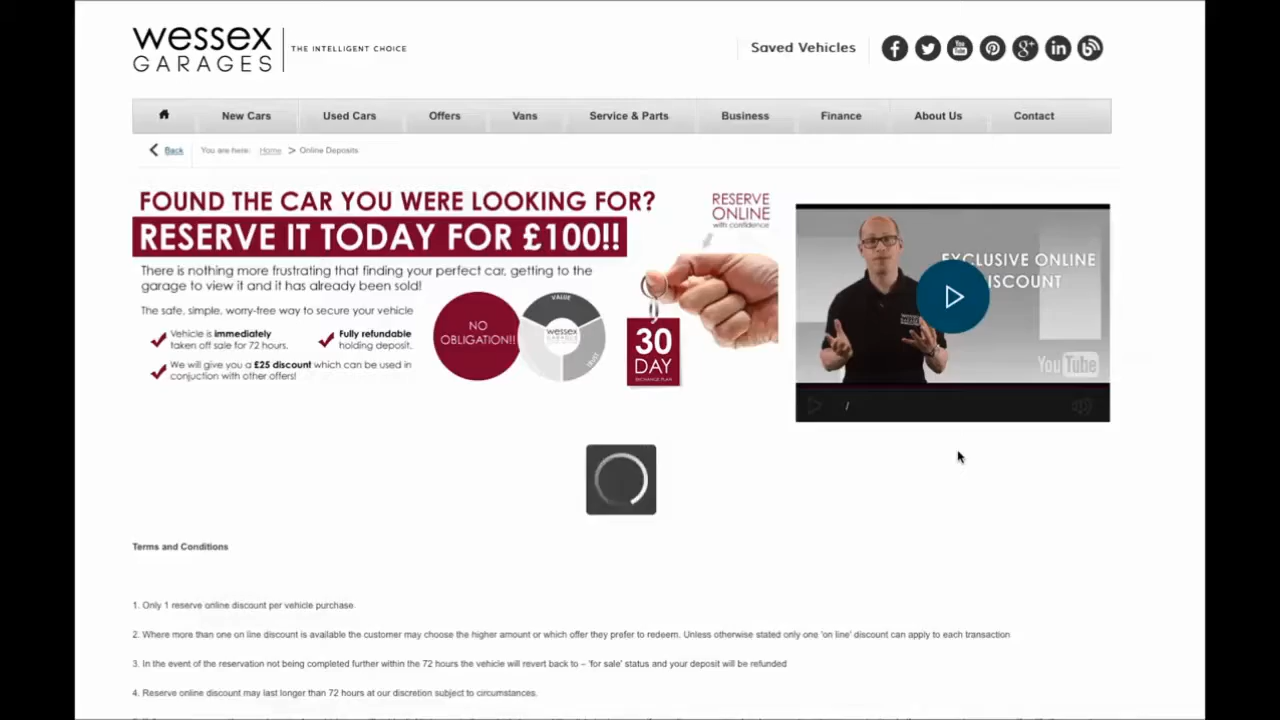 wessex
GARAGES
THE INTELLIGENT CHOICE
Saved Vehicles
New Cars
Used Cars
Offers
Vans
Service & Parts
Business
Finance
About Us
Contact
Back
You are here: Home > Online Deposits
FOUND THE CAR YOU WERE LOOKING FOR?
RESERVE IT TODAY FOR £100!!
There is nothing more frustrating that finding your perfect car, getting to the
garage to view it and it has already been sold!
The safe, simple, worry-free way to secure your vehicle
Vehicle is immediately
taken off sale for 72 hours.
Fully refundable
holding deposit.
We will give you a £25 discount which can be used in
conjuction with other offers!
NO
OBLIGATION!!
VALUE
wessex
GARAGES
TRUST
RESERVE
ONLINE
with confidence
30
DAY
EXCHANGE PLAN
EXCLUSIVE ONLINE
DISCOUNT
YouTube
/
Terms and Conditions
1. Only 1 reserve online discount per vehicle purchase.
2. Where more than one on line discount is available the customer may choose the higher amount or which offer they prefer to redeem. Unless otherwise stated only one 'on line' discount can apply to each transaction
3. In the event of the reservation not being completed further within the 72 hours the vehicle will revert back to – 'for sale' status and your deposit will be refunded
4. Reserve online discount may last longer than 72 hours at our discretion subject to circumstances.